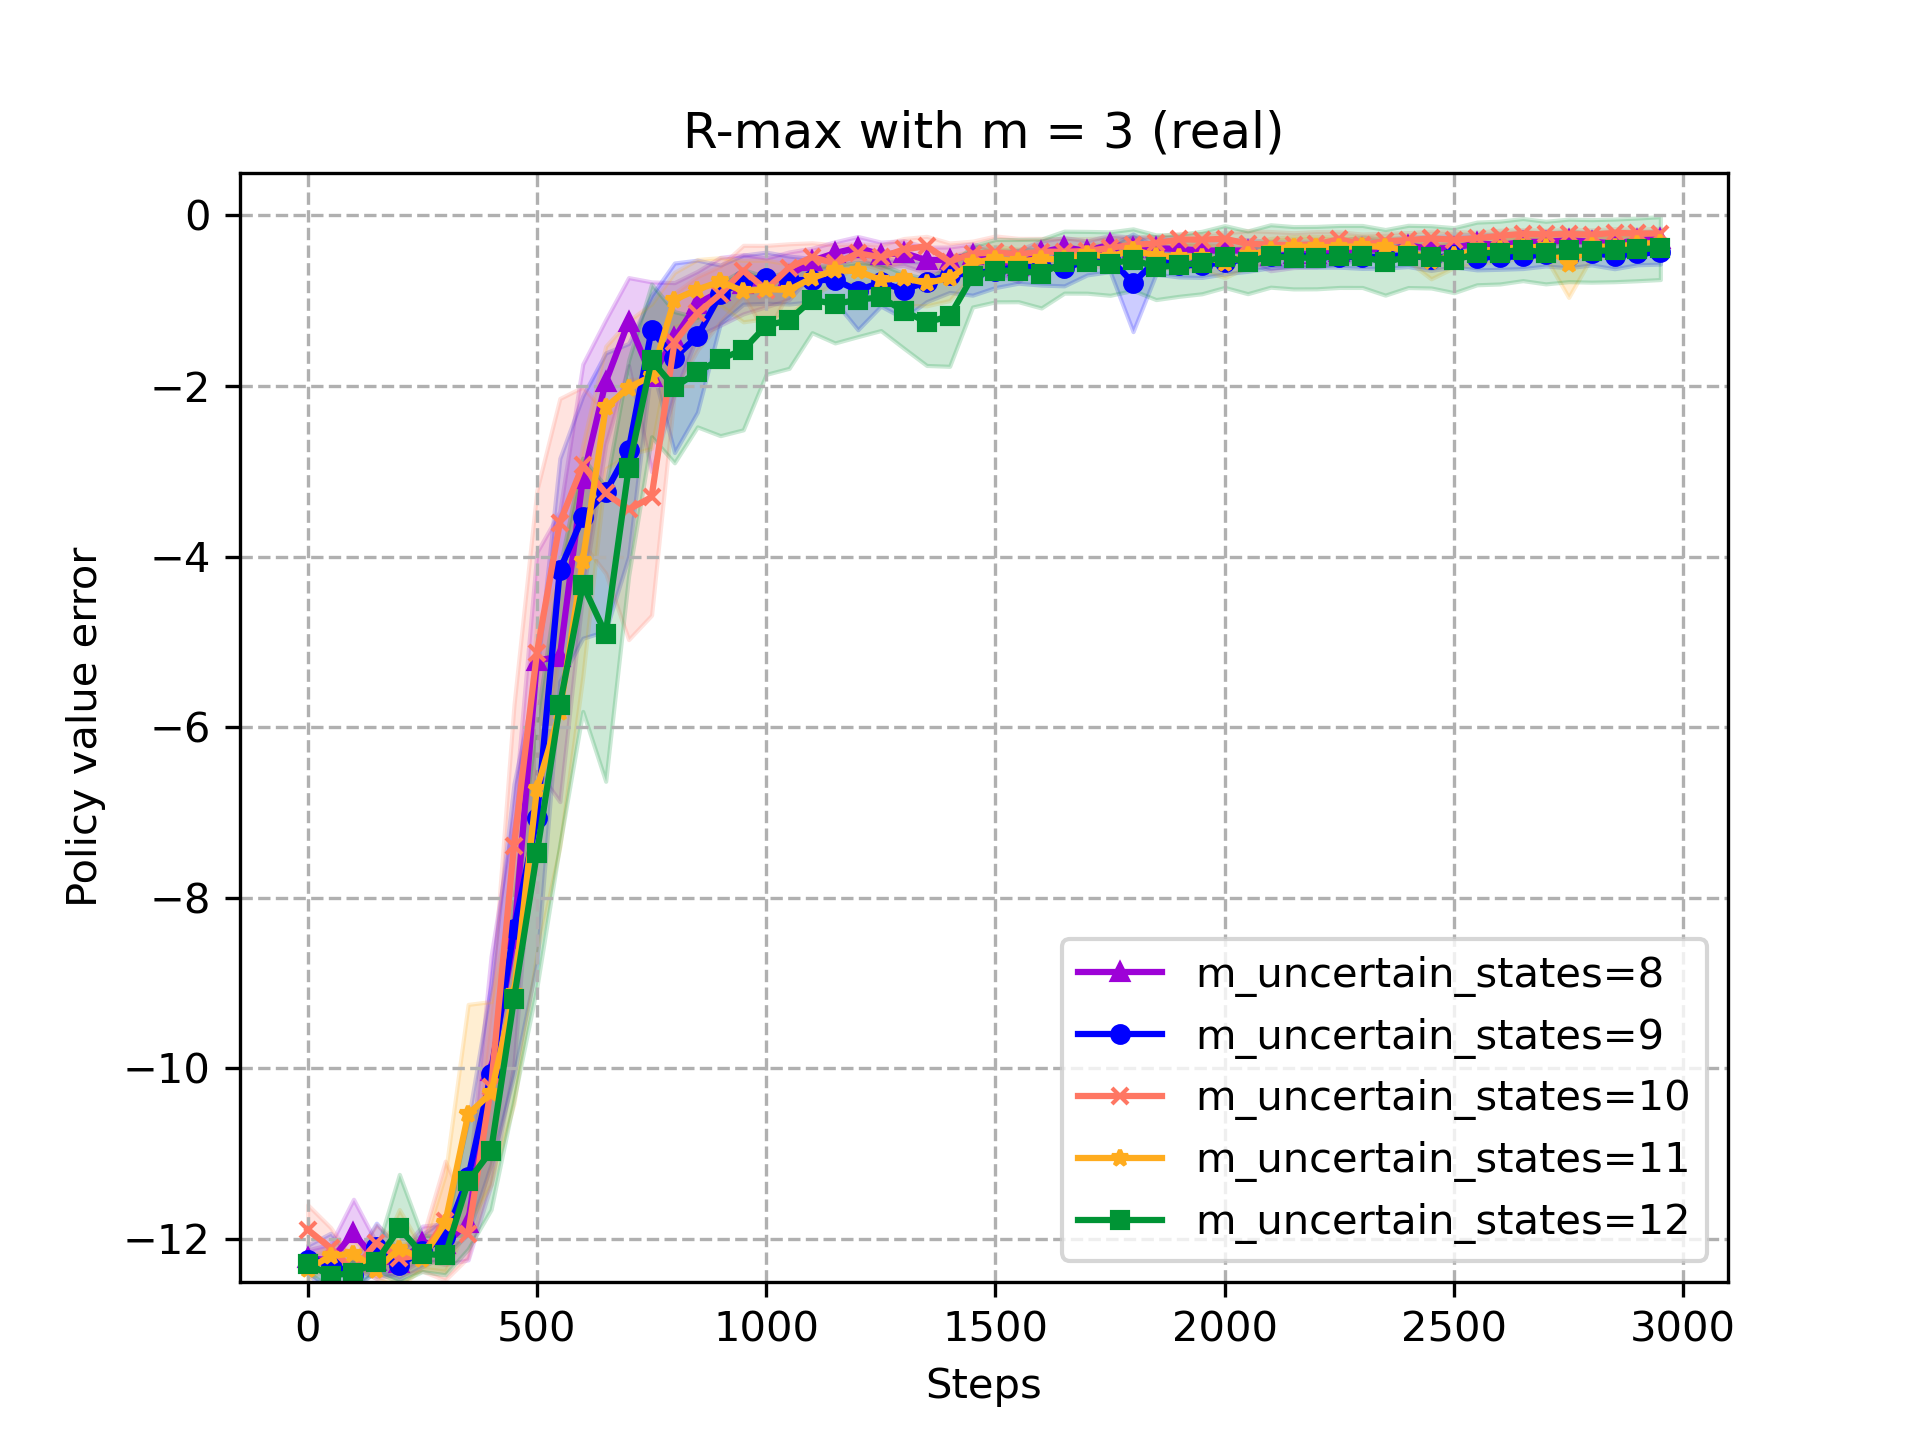 R-max with m = 3 (real)
Policy value error
0
−2
−4
−6
−8
−10
−12
0 500 1000 1500 2000 2500 3000
Steps
m_uncertain_states=8
m_uncertain_states=9
m_uncertain_states=10
m_uncertain_states=11
m_uncertain_states=12